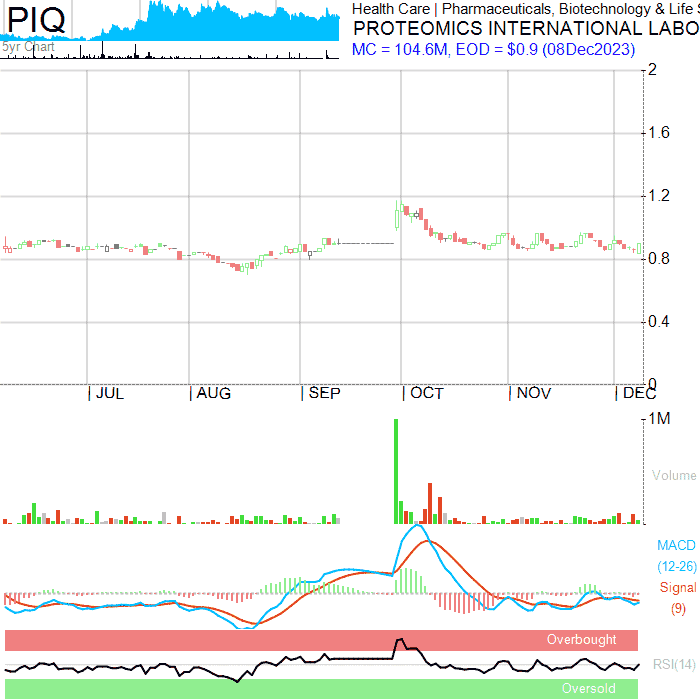 PIQ
5yr Chart
Health Care | Pharmaceuticals, Biotechnology & Life S
PROTEOMICS INTERNATIONAL LABO
MC = 104.6M, EOD = $0.9 (08Dec2023)
2
1.6
1.2
0.8
0.4
0
| JUL | AUG | SEP | OCT | NOV | DEC
1M
Volume
MACD
(12-26)
Signal
(9)
Overbought
RSI(14)
Oversold